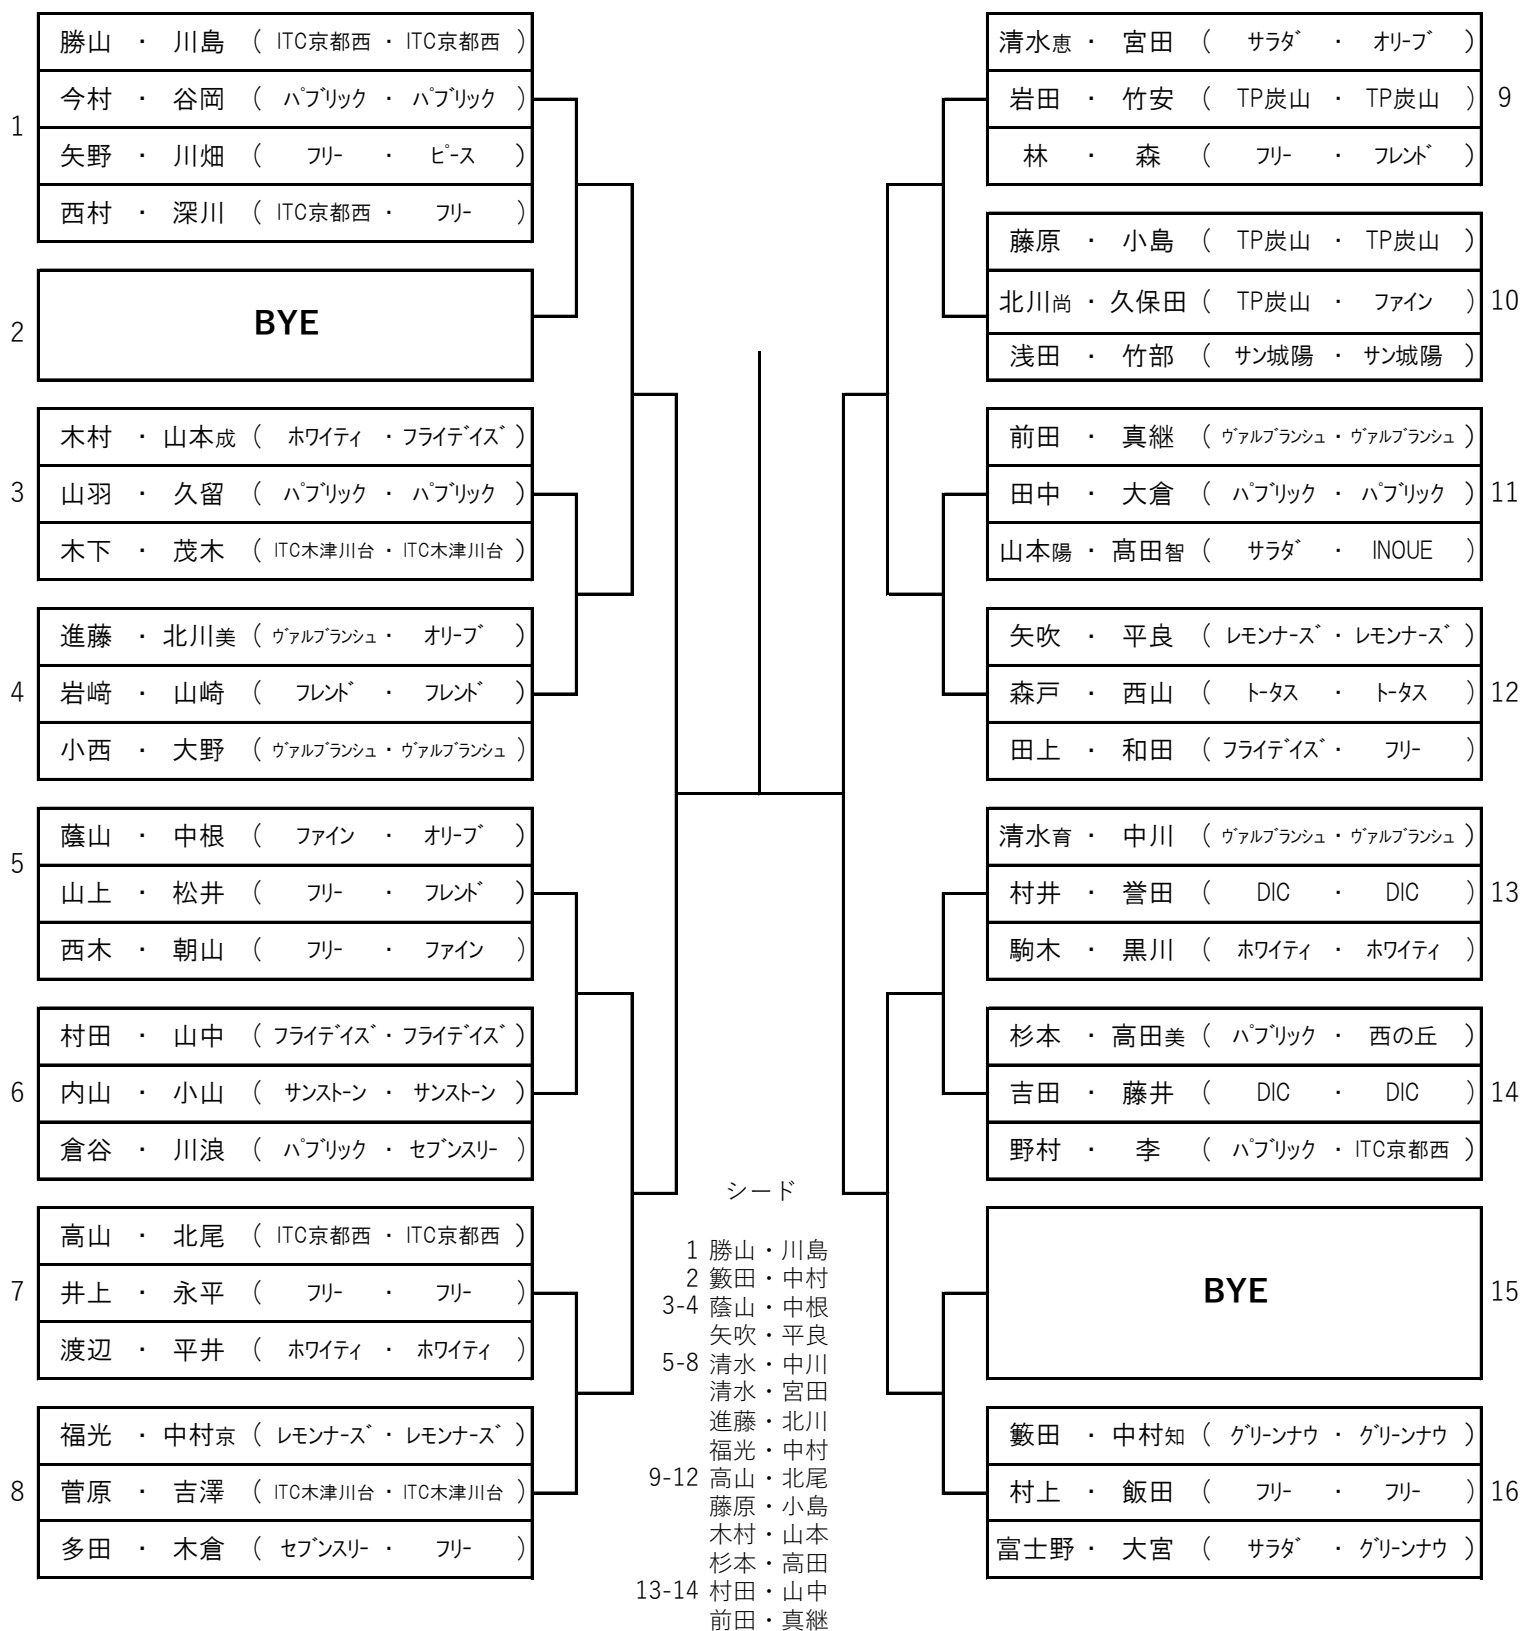 1
勝山 ・ 川島 ( ITC京都西 ・ ITC京都西 )
今村 ・ 谷岡 ( パブリック ・ パブリック )
矢野 ・ 川畑 ( フリー ・ ピース )
西村 ・ 深川 ( ITC京都西 ・ フリー )
2
BYE
3
木村 ・ 山本成 ( ホワイティ ・ フライデイズ )
山羽 ・ 久留 ( パブリック ・ パブリック )
木下 ・ 茂木 ( ITC木津川台 ・ ITC木津川台 )
4
進藤 ・ 北川美 ( ヴァルブランシュ ・ オリーブ )
岩﨑 ・ 山崎 ( フレンド ・ フレンド )
小西 ・ 大野 ( ヴァルブランシュ ・ ヴァルブランシュ )
5
蔭山 ・ 中根 ( ファイン ・ オリーブ )
山上 ・ 松井 ( フリー ・ フレンド )
西木 ・ 朝山 ( フリー ・ ファイン )
6
村田 ・ 山中 ( フライデイズ ・ フライデイズ )
内山 ・ 小山 ( サンストーン ・ サンストーン )
倉谷 ・ 川浪 ( パブリック ・ セブンスリー )
7
高山 ・ 北尾 ( ITC京都西 ・ ITC京都西 )
井上 ・ 永平 ( フリー ・ フリー )
渡辺 ・ 平井 ( ホワイティ ・ ホワイティ )
8
福光 ・ 中村京 ( レモンナーズ ・ レモンナーズ )
菅原 ・ 吉澤 ( ITC木津川台 ・ ITC木津川台 )
多田 ・ 木倉 ( セブンスリー ・ フリー )
シード
1 勝山・川島
2 籔田・中村
3-4 蔭山・中根
矢吹・平良
5-8 清水・中川
清水・宮田
進藤・北川
福光・中村
9-12 高山・北尾
藤原・小島
木村・山本
杉本・高田
13-14 村田・山中
前田・真継
清水恵 ・ 宮田 ( サラダ ・ オリーブ )
岩田 ・ 竹安 ( TP炭山 ・ TP炭山 )
林 ・ 森 ( フリー ・ フレンド )
9
藤原 ・ 小島 ( TP炭山 ・ TP炭山 )
北川尚 ・ 久保田 ( TP炭山 ・ ファイン )
浅田 ・ 竹部 ( サン城陽 ・ サン城陽 )
10
前田 ・ 真継 ( ヴァルブランシュ ・ ヴァルブランシュ )
田中 ・ 大倉 ( パブリック ・ パブリック )
山本陽 ・ 髙田智 ( サラダ ・ INOUE )
11
矢吹 ・ 平良 ( レモンナーズ ・ レモンナーズ )
森戸 ・ 西山 ( トータス ・ トータス )
田上 ・ 和田 ( フライデイズ ・ フリー )
12
清水育 ・ 中川 ( ヴァルブランシュ ・ ヴァルブランシュ )
村井 ・ 誉田 ( DIC ・ DIC )
駒木 ・ 黒川 ( ホワイティ ・ ホワイティ )
13
杉本 ・ 高田美 ( パブリック ・ 西の丘 )
吉田 ・ 藤井 ( DIC ・ DIC )
野村 ・ 李 ( パブリック ・ ITC京都西 )
14
BYE
15
籔田 ・ 中村知 ( グリーンナウ ・ グリーンナウ )
村上 ・ 飯田 ( フリー ・ フリー )
富士野 ・ 大宮 ( サラダ ・ グリーンナウ )
16